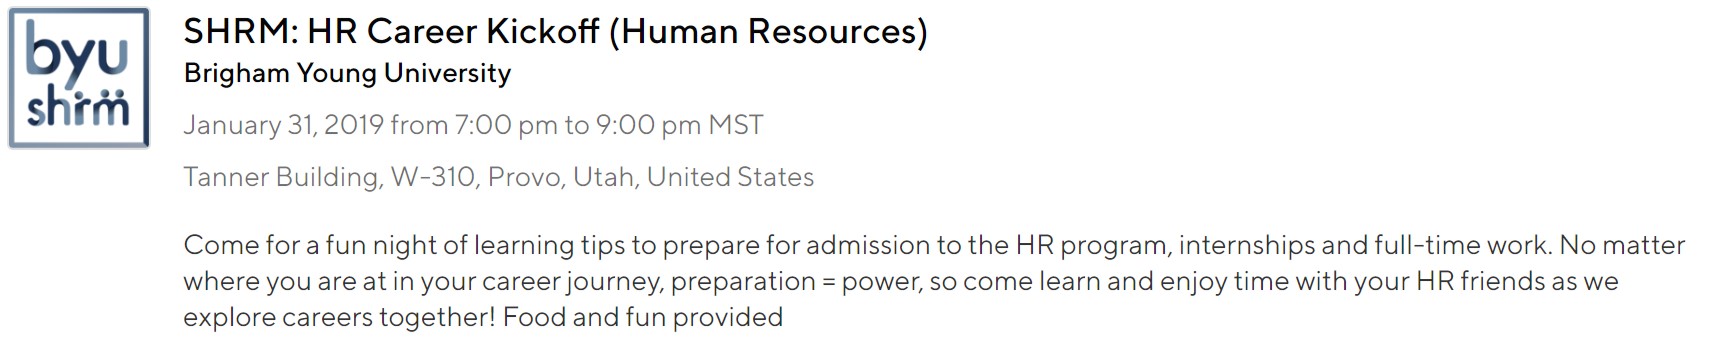 byu
shrm
SHRM: HR Career Kickoff (Human Resources)
Brigham Young University
January 31, 2019 from 7:00 pm to 9:00 pm MST
Tanner Building, W-310, Provo, Utah, United States
Come for a fun night of learning tips to prepare for admission to the HR program, internships and full-time work. No matter
where you are at in your career journey, preparation = power, so come learn and enjoy time with your HR friends as we
explore careers together! Food and fun provided